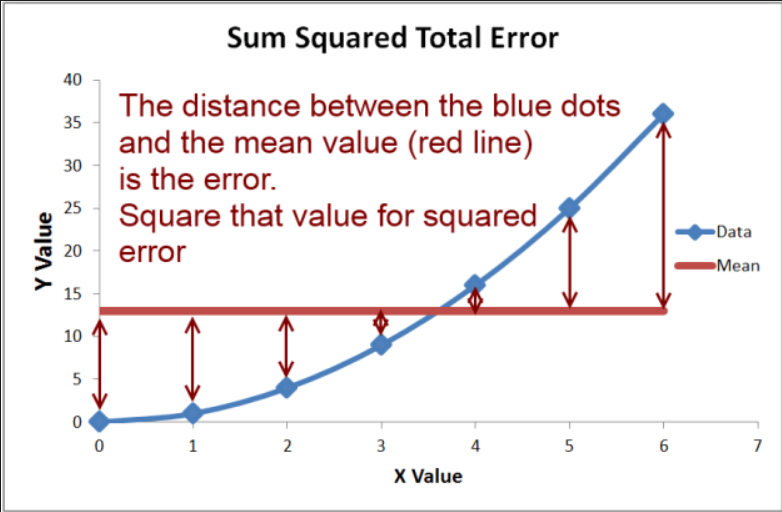 Sum Squared Total Error
The distance between the blue dots
and the mean value (red line)
is the error.
Square that value for squared
error
Y Value
40
35
30
25
20
15
10
5
0
0 1 2 3 4 5 6 7
X Value
Data
Mean